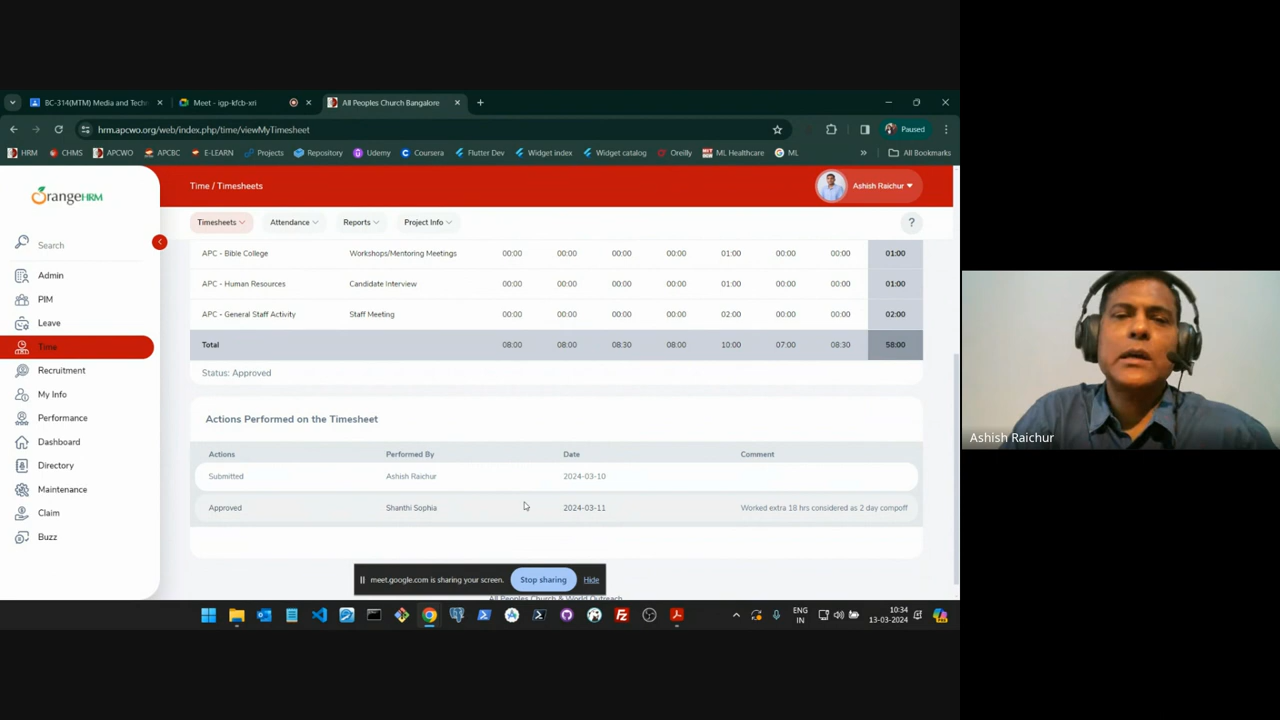 BC-314(MTM) Media and Tech
Meet - igp-kfcb-xri
All Peoples Church Bangalore
hrm.apcwo.org/web/index.php/time/viewMyTimesheet
Paused
HRM CHMS APCWO APCBC E-LEARN Projects Repository Udemy Coursera Flutter Dev Widget index Widget catalog Oreilly ML Healthcare ML » All Bookmarks
OrangeHRM
Time / Timesheets
Ashish Raichur
Search
Timesheets Attendance Reports Project Info ?
Admin
PIM
Leave
Time
Recruitment
My Info
Performance
Dashboard
Directory
Maintenance
Claim
Buzz
APC - Bible College Workshops/Mentoring Meetings 00:00 00:00 00:00 00:00 01:00 00:00 00:00 01:00
APC - Human Resources Candidate Interview 00:00 00:00 00:00 00:00 01:00 00:00 00:00 01:00
APC - General Staff Activity Staff Meeting 00:00 00:00 00:00 00:00 02:00 00:00 00:00 02:00
Total 08:00 08:00 08:30 08:00 10:00 07:00 08:30 58:00
Status: Approved
Actions Performed on the Timesheet
Actions Performed By Date Comment
Submitted Ashish Raichur 2024-03-10
Approved Shanthi Sophia 2024-03-11 Worked extra 18 hrs considered as 2 day compoff
meet.google.com is sharing your screen. Stop sharing Hide
All Peoples Church & World Outreach
ENG
IN
10:34
13-03-2024
Ashish Raichur